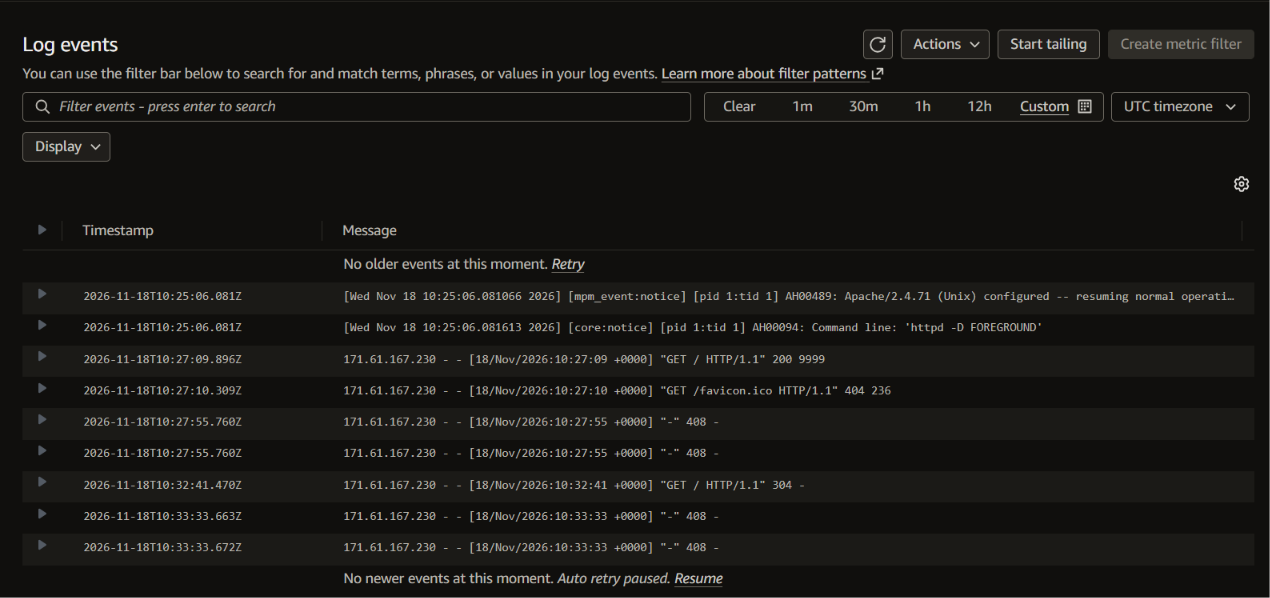 Log events
Actions
Start tailing
Create metric filter
You can use the filter bar below to search for and match terms, phrases, or values in your log events. Learn more about filter patterns
Filter events - press enter to search
Clear 1m 30m 1h 12h Custom
UTC timezone
Display
Timestamp Message
No older events at this moment. Retry
2026-11-18T10:25:06.081Z [Wed Nov 18 10:25:06.081066 2026] [mpm_event:notice] [pid 1:tid 1] AH00489: Apache/2.4.71 (Unix) configured -- resuming normal operati…
2026-11-18T10:25:06.081Z [Wed Nov 18 10:25:06.081613 2026] [core:notice] [pid 1:tid 1] AH00094: Command line: 'httpd -D FOREGROUND'
2026-11-18T10:27:09.896Z 171.61.167.230 - - [18/Nov/2026:10:27:09 +0000] "GET / HTTP/1.1" 200 9999
2026-11-18T10:27:10.309Z 171.61.167.230 - - [18/Nov/2026:10:27:10 +0000] "GET /favicon.ico HTTP/1.1" 404 236
2026-11-18T10:27:55.760Z 171.61.167.230 - - [18/Nov/2026:10:27:55 +0000] "-" 408 -
2026-11-18T10:27:55.760Z 171.61.167.230 - - [18/Nov/2026:10:27:55 +0000] "-" 408 -
2026-11-18T10:32:41.470Z 171.61.167.230 - - [18/Nov/2026:10:32:41 +0000] "GET / HTTP/1.1" 304 -
2026-11-18T10:33:33.663Z 171.61.167.230 - - [18/Nov/2026:10:33:33 +0000] "-" 408 -
2026-11-18T10:33:33.672Z 171.61.167.230 - - [18/Nov/2026:10:33:33 +0000] "-" 408 -
No newer events at this moment. Auto retry paused. Resume